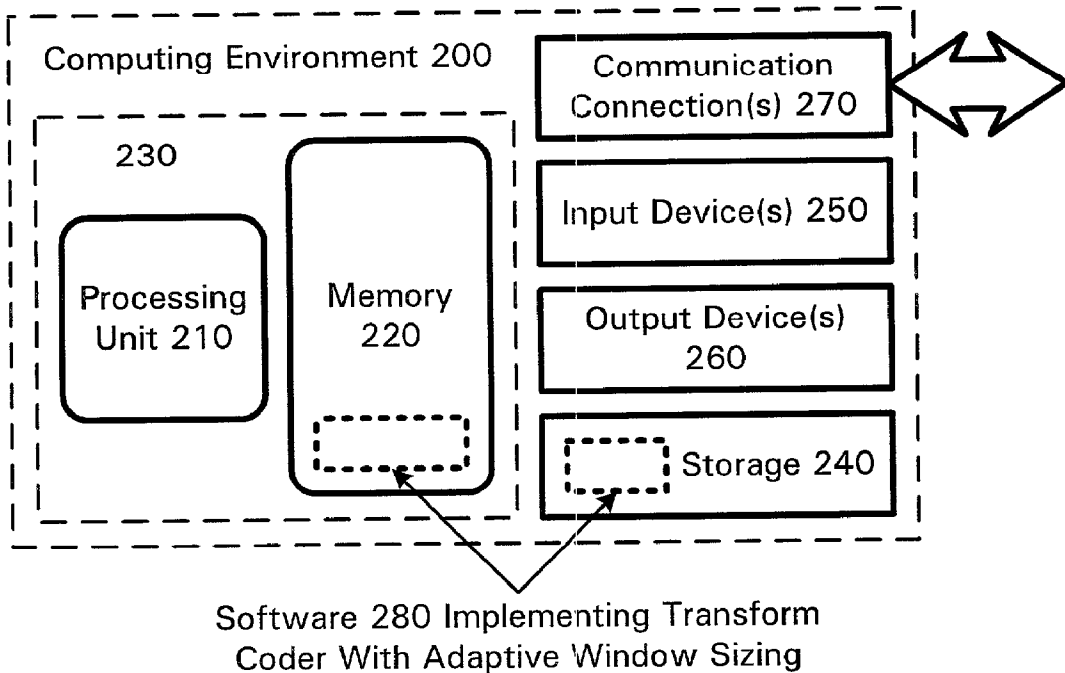 Computing Environment 200
Communication
Connection(s) 270
230
Input Device(s) 250
Processing
Unit 210
Memory
220
Output Device(s)
260
Storage 240
Software 280 Implementing Transform
Coder With Adaptive Window Sizing